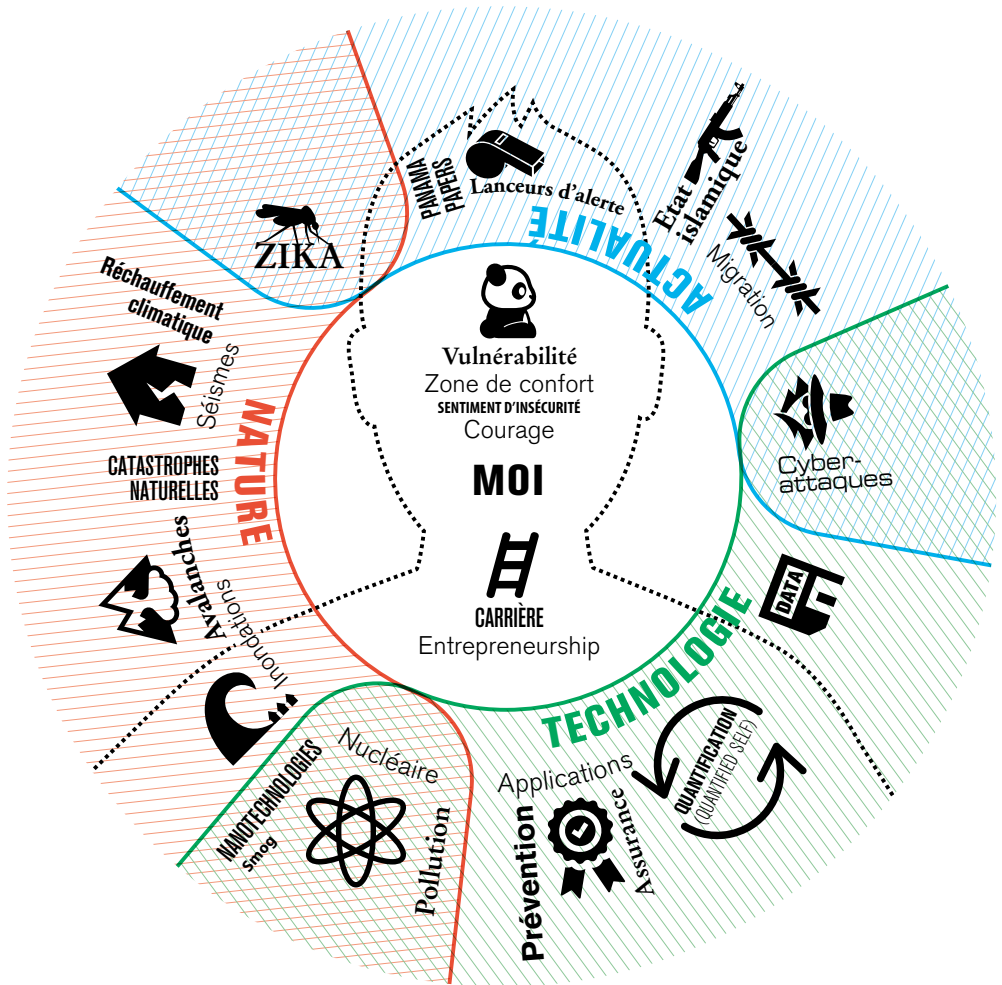 PANAMA
PAPERS
Lanceurs d'alerte
Etat
islamique
ACTUALITÉ
Migration
ZIKA
Réchauffement
climatique
Séismes
NATURE
CATASTROPHES
NATURELLES
Avalanches
Inondations
Vulnérabilité
Zone de confort
SENTIMENT D'INSÉCURITÉ
Courage
MOI
CARRIÈRE
Entrepreneurship
Cyber-
attaques
DATA
TECHNOLOGIE
QUANTIFICATION
(QUANTIFIED SELF)
Applications
Prévention
Assurance
NANOTECHNOLOGIES
Smog
Nucléaire
Pollution